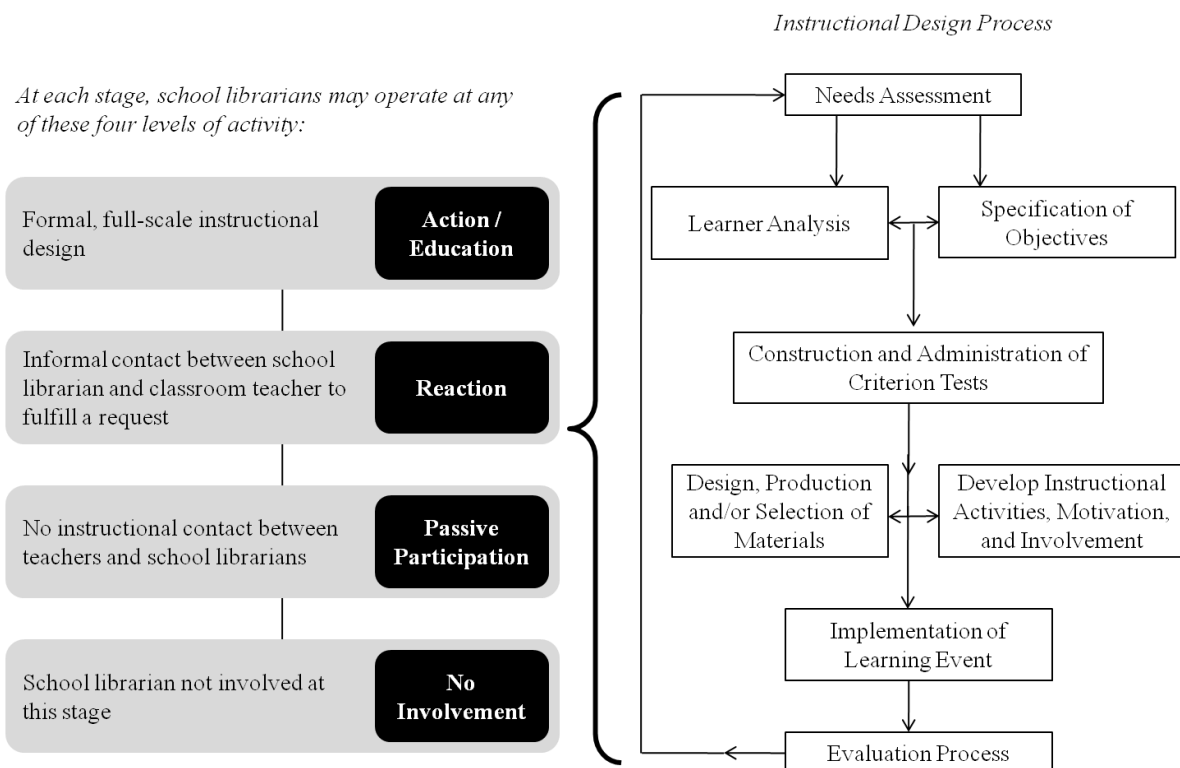 Instructional Design Process
At each stage, school librarians may operate at any
of these four levels of activity:
Formal, full-scale instructional
design
Action /
Education
Informal contact between school
librarian and classroom teacher to
fulfill a request
Reaction
No instructional contact between
teachers and school librarians
Passive
Participation
School librarian not involved at
this stage
No
Involvement
Needs Assessment
Learner Analysis
Specification of
Objectives
Construction and Administration of
Criterion Tests
Design, Production
and/or Selection of
Materials
Develop Instructional
Activities, Motivation,
and Involvement
Implementation of
Learning Event
Evaluation Process